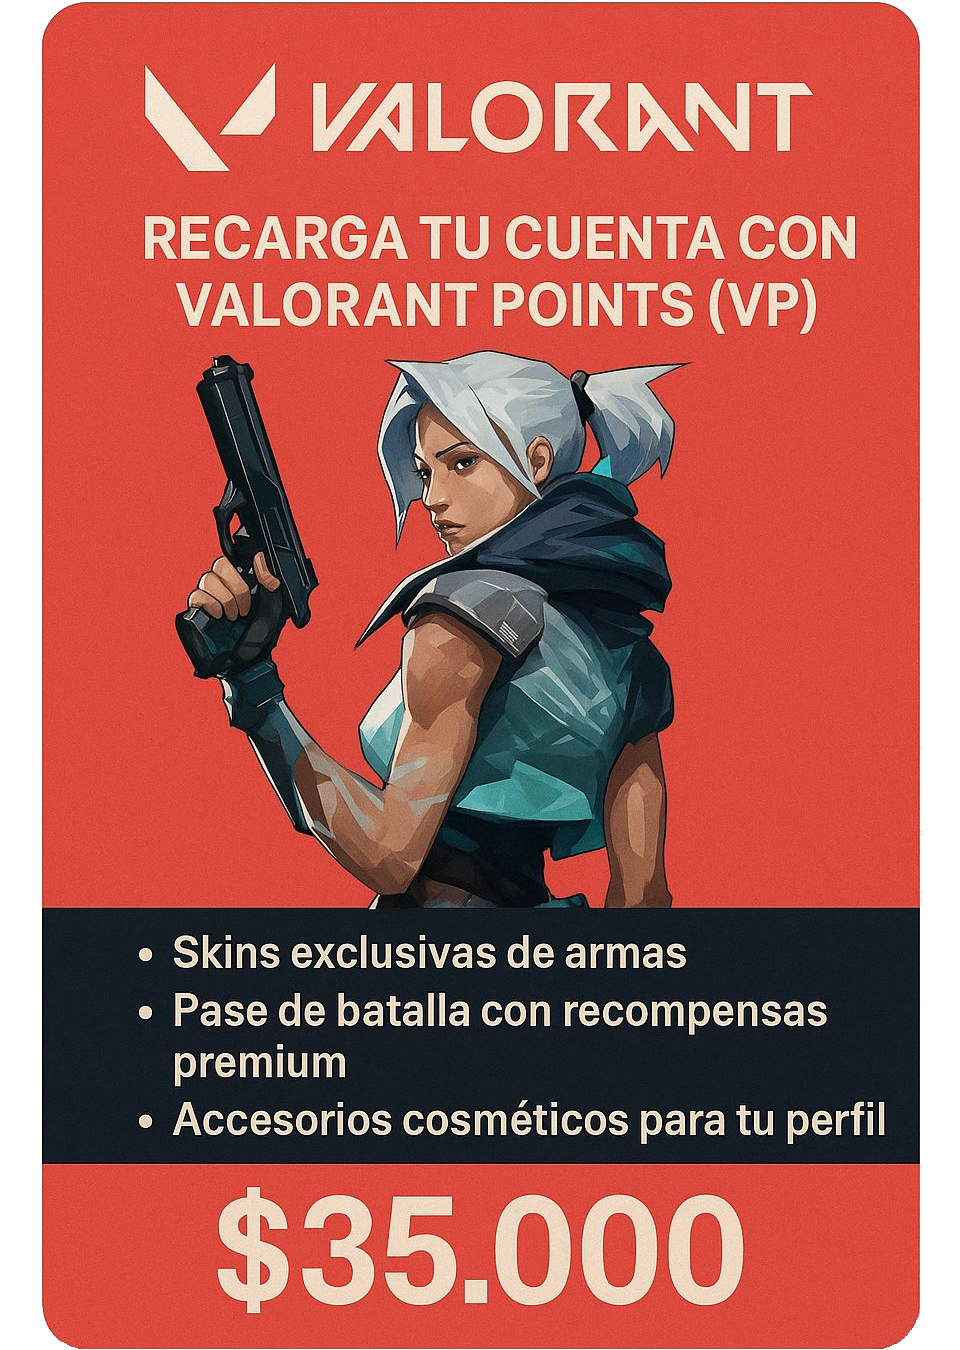 VALORANT
RECARGA TU CUENTA CON
VALORANT POINTS (VP)
• Skins exclusivas de armas
• Pase de batalla con recompensas
premium
• Accesorios cosméticos para tu perfil
$35.000